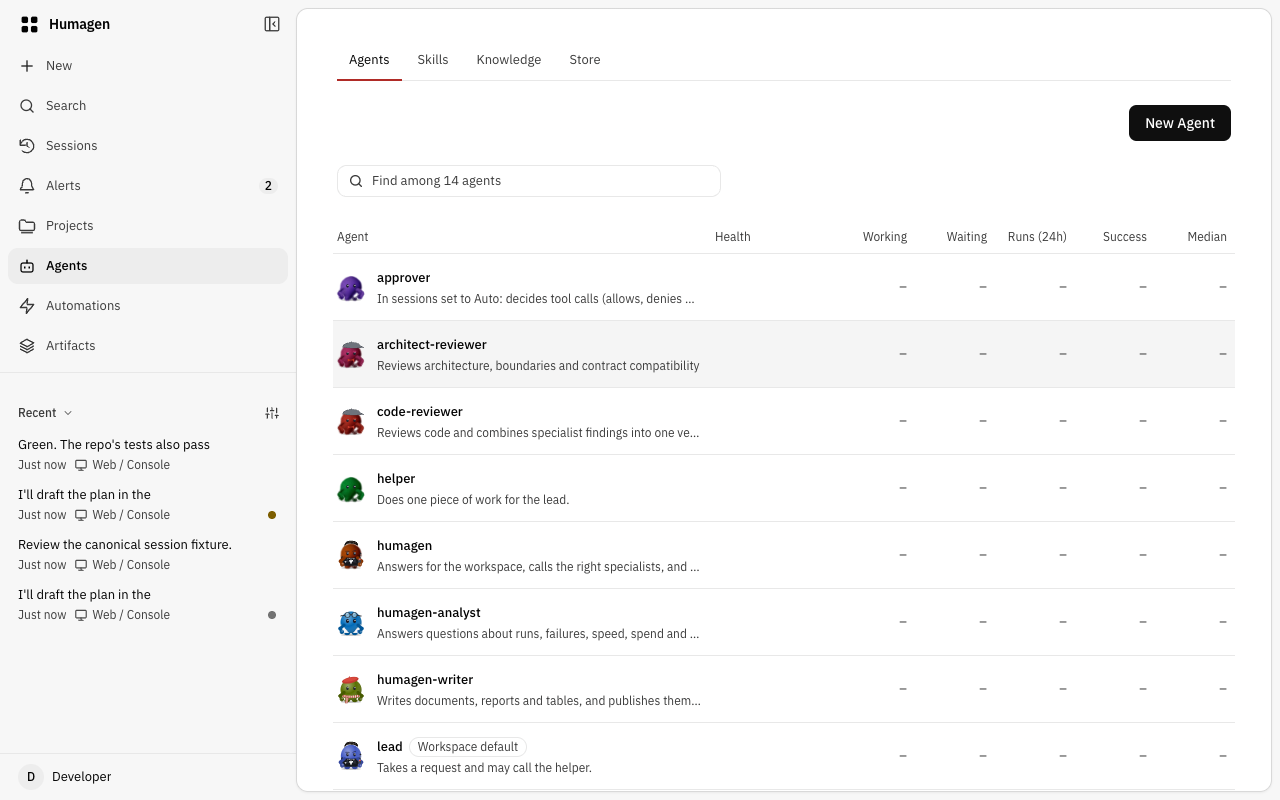 Humagen
New
Search
Sessions
Alerts 2
Projects
Agents
Automations
Artifacts
Recent
Green. The repo's tests also pass
Just now Web / Console
I'll draft the plan in the
Just now Web / Console
Review the canonical session fixture.
Just now Web / Console
I'll draft the plan in the
Just now Web / Console
D Developer
Agents Skills Knowledge Store
New Agent
Find among 14 agents
Agent Health Working Waiting Runs (24h) Success Median
approver
In sessions set to Auto: decides tool calls (allows, denies ...
– – – – –
architect-reviewer
Reviews architecture, boundaries and contract compatibility
– – – – –
code-reviewer
Reviews code and combines specialist findings into one ve...
– – – – –
helper
Does one piece of work for the lead.
– – – – –
humagen
Answers for the workspace, calls the right specialists, and ...
– – – – –
humagen-analyst
Answers questions about runs, failures, speed, spend and ...
– – – – –
humagen-writer
Writes documents, reports and tables, and publishes them...
– – – – –
lead Workspace default
Takes a request and may call the helper.
– – – – –